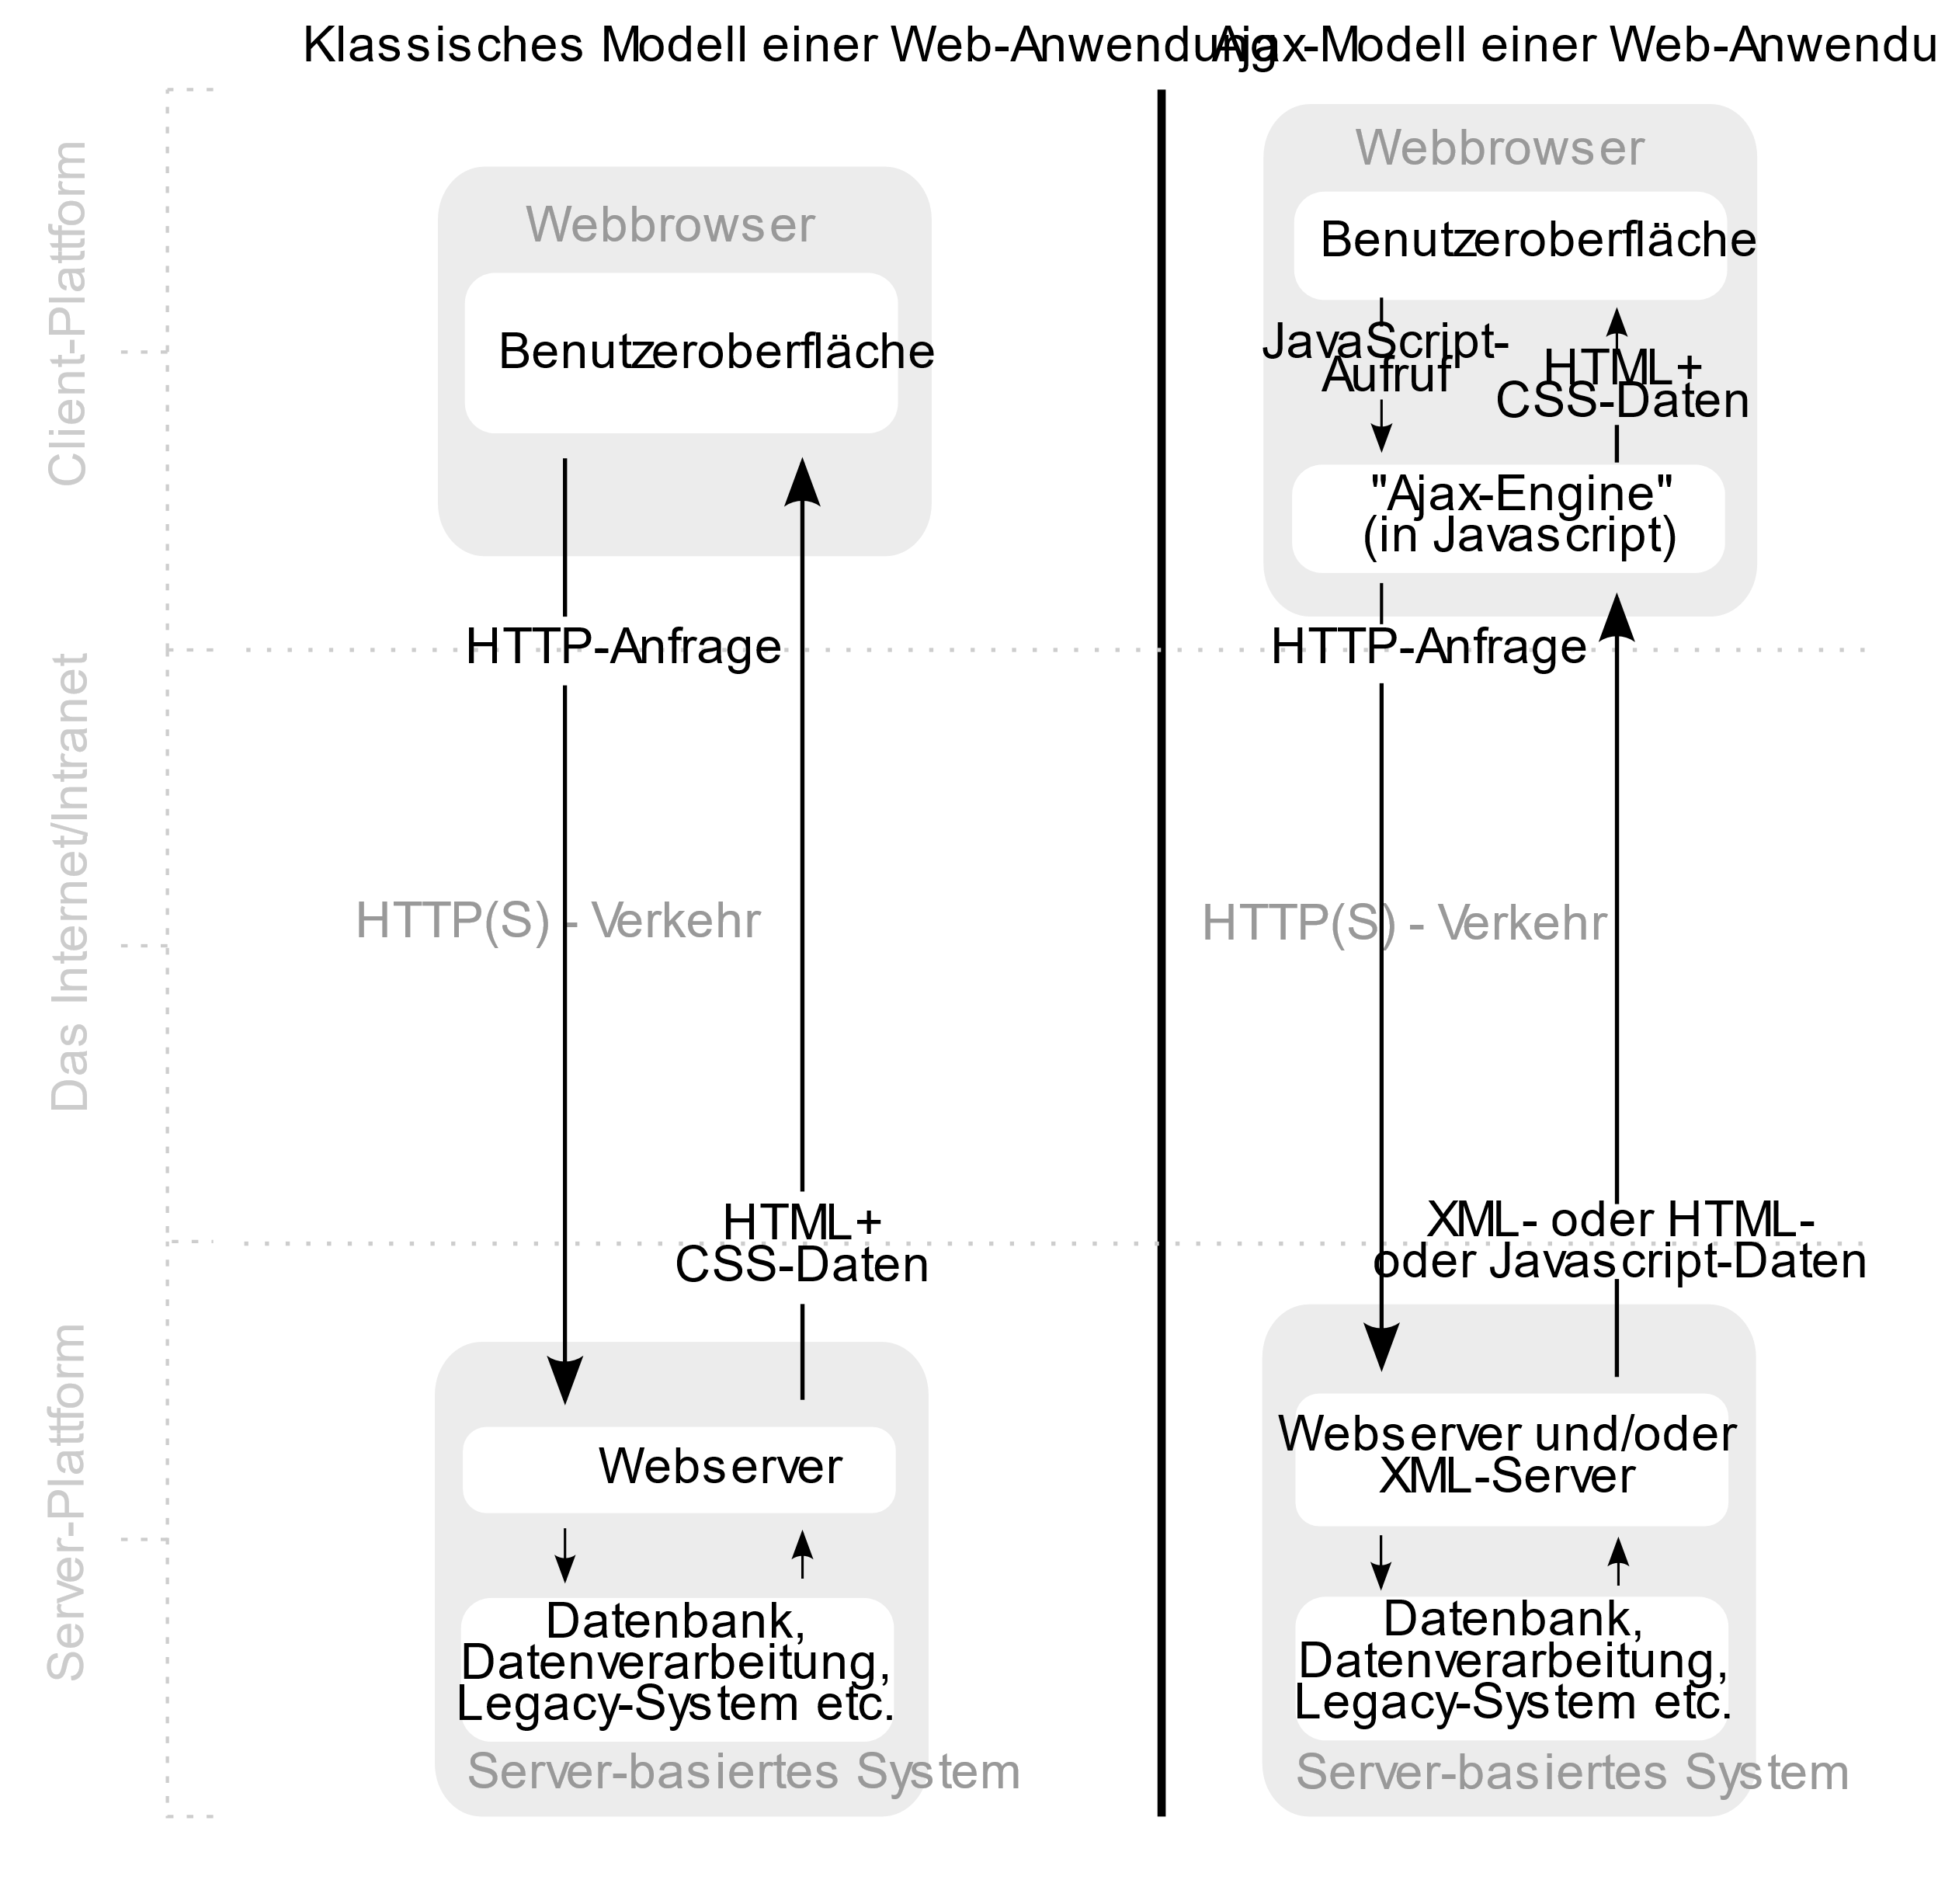 Klassisches Modell einer Web-Anwendung
Ajax-Modell einer Web-Anwendu
Client-Plattform
Das Internet/Intranet
Server-Plattform
Webbrowser
Benutzeroberfläche
HTTP-Anfrage
HTTP(S) - Verkehr
HTML+
CSS-Daten
Webserver
Datenbank,
Datenverarbeitung,
Legacy-System etc.
Server-basiertes System
Webbrowser
Benutzeroberfläche
JavaScript-
Aufruf
HTML+
CSS-Daten
"Ajax-Engine"
(in Javascript)
HTTP-Anfrage
HTTP(S) - Verkehr
XML- oder HTML-
oder Javascript-Daten
Webserver und/oder
XML-Server
Datenbank,
Datenverarbeitung,
Legacy-System etc.
Server-basiertes System